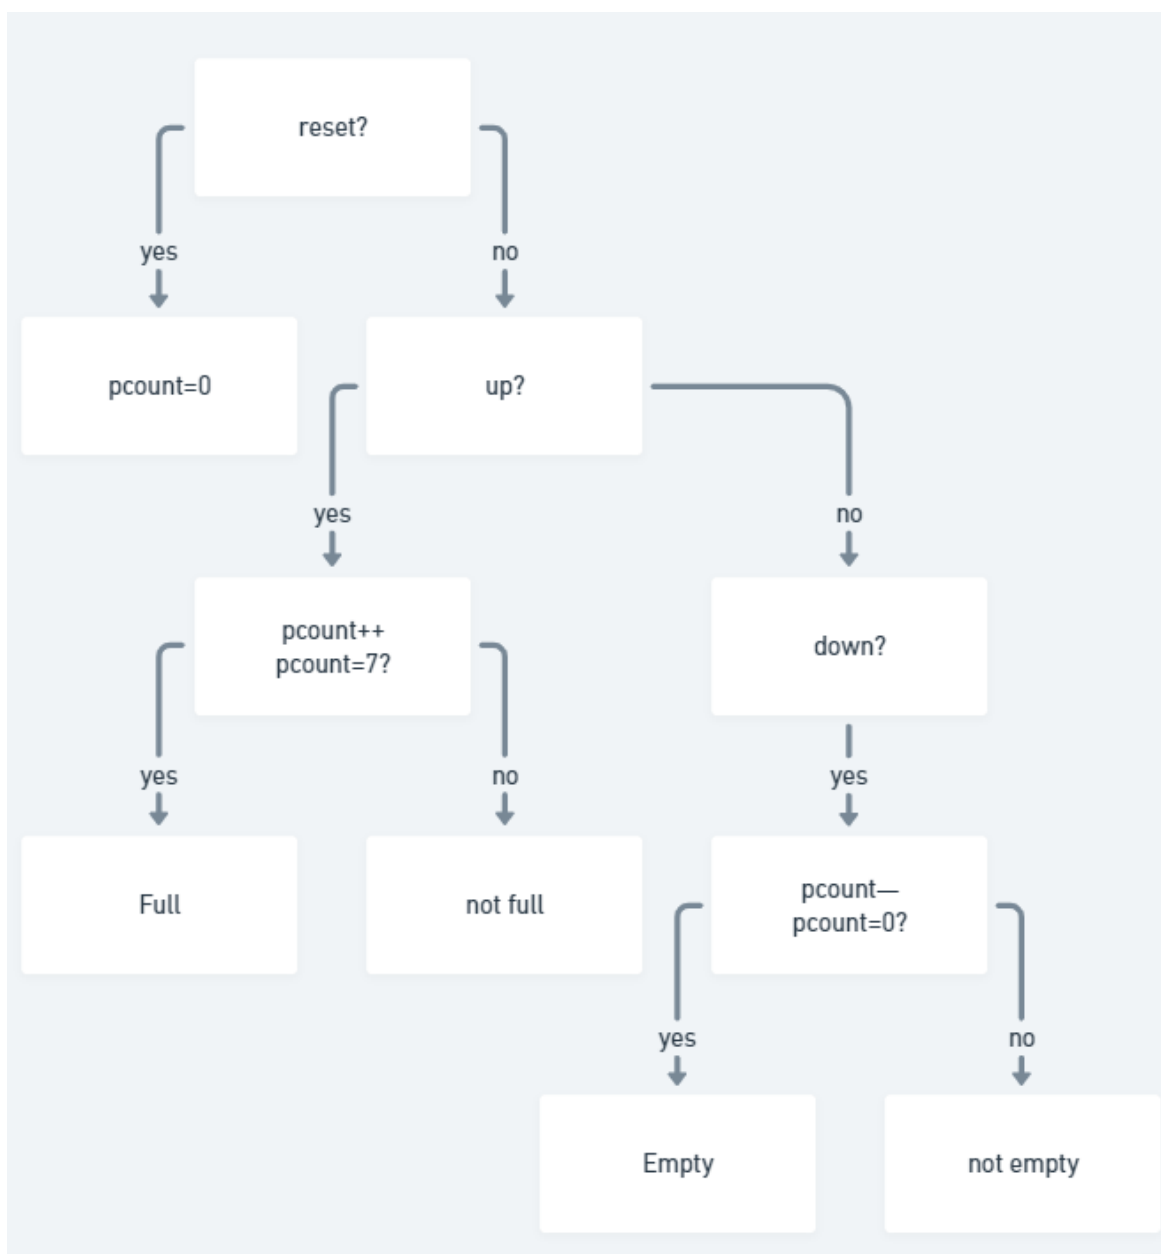 reset?
yes
no
pcount=0
up?
yes
no
pcount++
pcount=7?
down?
yes
no
yes
Full
not full
pcount—
pcount=0?
yes
no
Empty
not empty